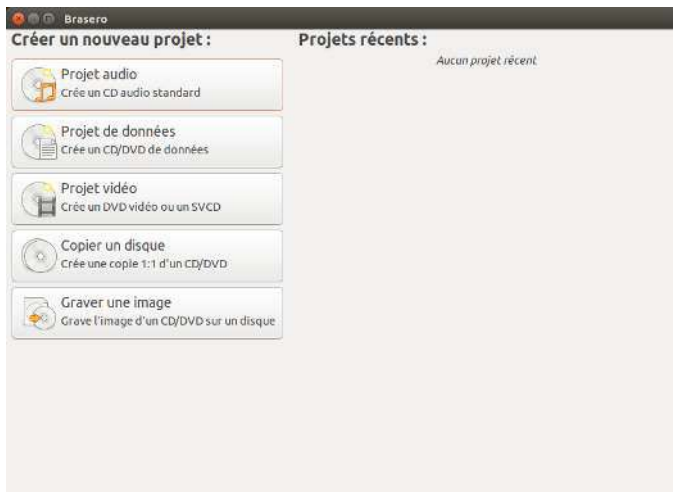 Brasero
Créer un nouveau projet :
Projets récents :
Aucun projet récent
Projet audio
Crée un CD audio standard
Projet de données
Crée un CD/DVD de données
Projet vidéo
Crée un DVD vidéo ou un SVCD
Copier un disque
Crée une copie 1:1 d'un CD/DVD
Graver une image
Grave l'image d'un CD/DVD sur un disque